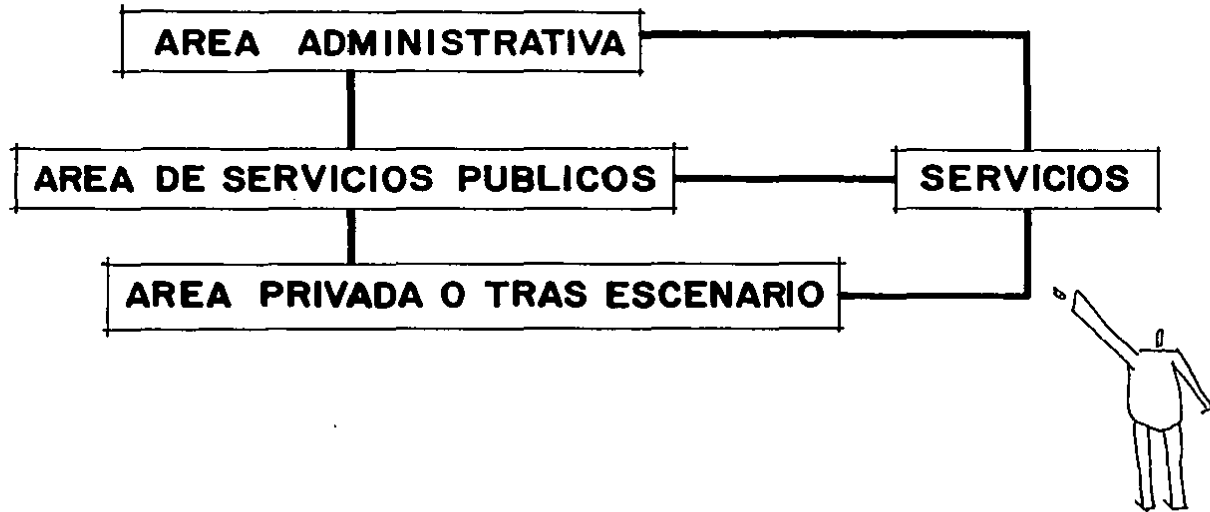 AREA ADMINISTRATIVA
AREA DE SERVICIOS PUBLICOS
SERVICIOS
AREA PRIVADA O TRAS ESCENARIO